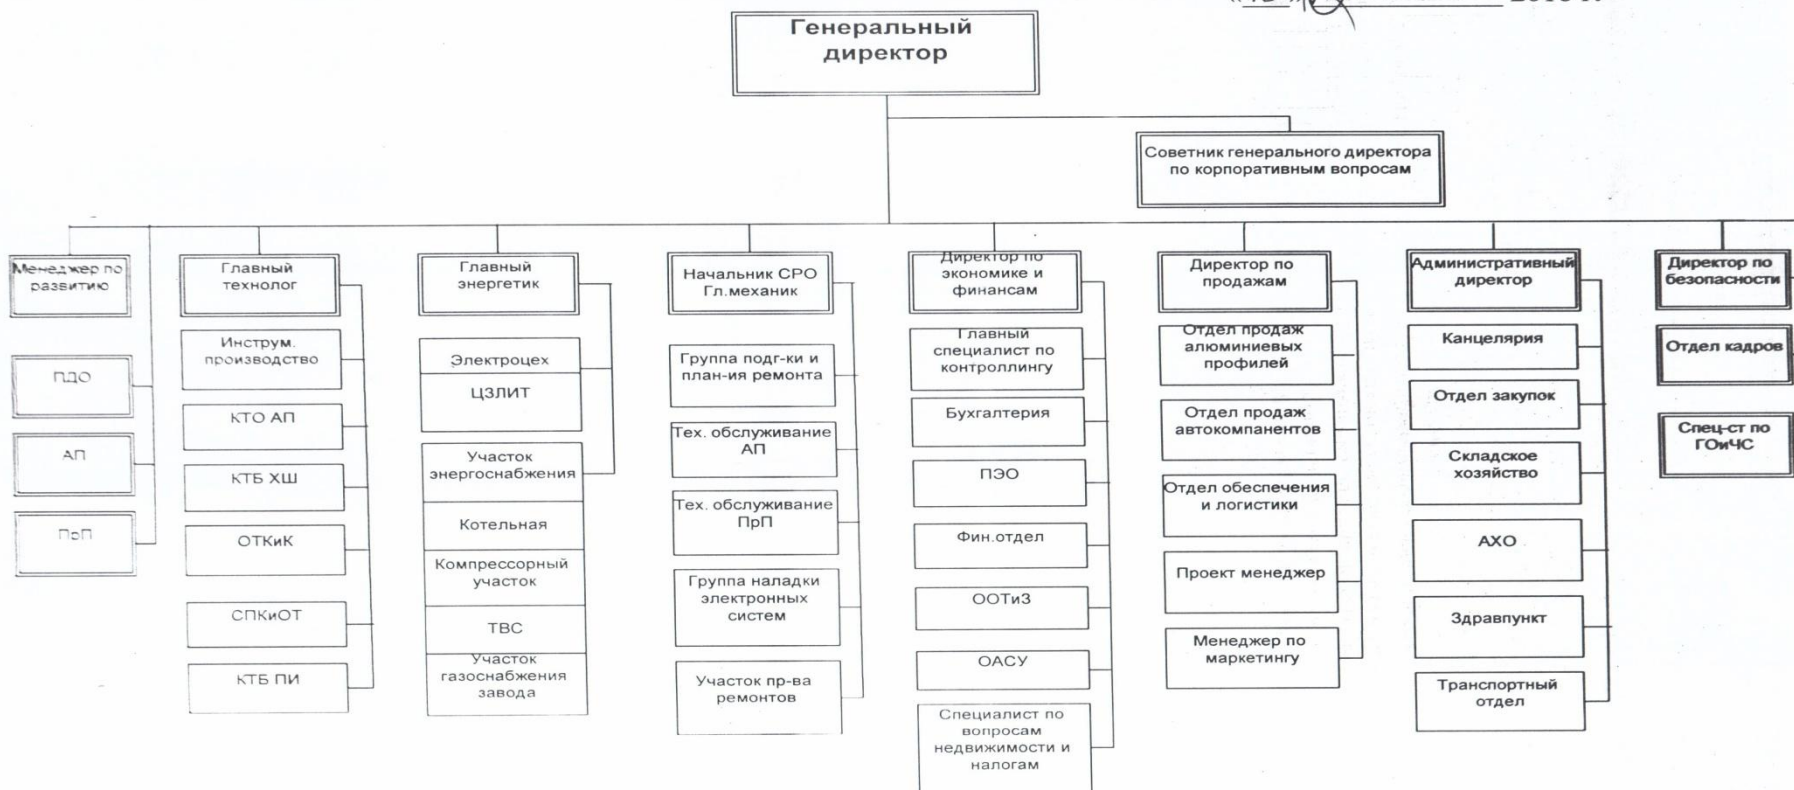 Генеральный
директор
Советник генерального директора
по корпоративным вопросам
Менеджер по
развитию
ПДО
АП
ПрП
Главный
технолог
Инструм.
производство
КТО АП
КТБ ХШ
ОТКиК
СПКиОТ
КТБ ПИ
Главный
энергетик
Электроцех
ЦЗЛИТ
Участок
энергоснабжения
Котельная
Компрессорный
участок
ТВС
Участок
газоснабжения
завода
Начальник СРО
Гл.механик
Группа подг-ки и
план-ия ремонта
Тех. обслуживание
АП
Тех. обслуживание
ПрП
Группа наладки
электронных
систем
Участок пр-ва
ремонтов
Директор по
экономике и
финансам
Главный
специалист по
контроллингу
Бухгалтерия
ПЭО
Фин.отдел
ООТиЗ
ОАСУ
Специалист по
вопросам
недвижимости и
налогам
Директор по
продажам
Отдел продаж
алюминиевых
профилей
Отдел продаж
автокомпанентов
Отдел обеспечения
и логистики
Проект менеджер
Менеджер по
маркетингу
Административный
директор
Канцелярия
Отдел закупок
Складское
хозяйство
АХО
Здравпункт
Транспортный
отдел
Директор по
безопасности
Отдел кадров
Спец-ст по
ГОиЧС